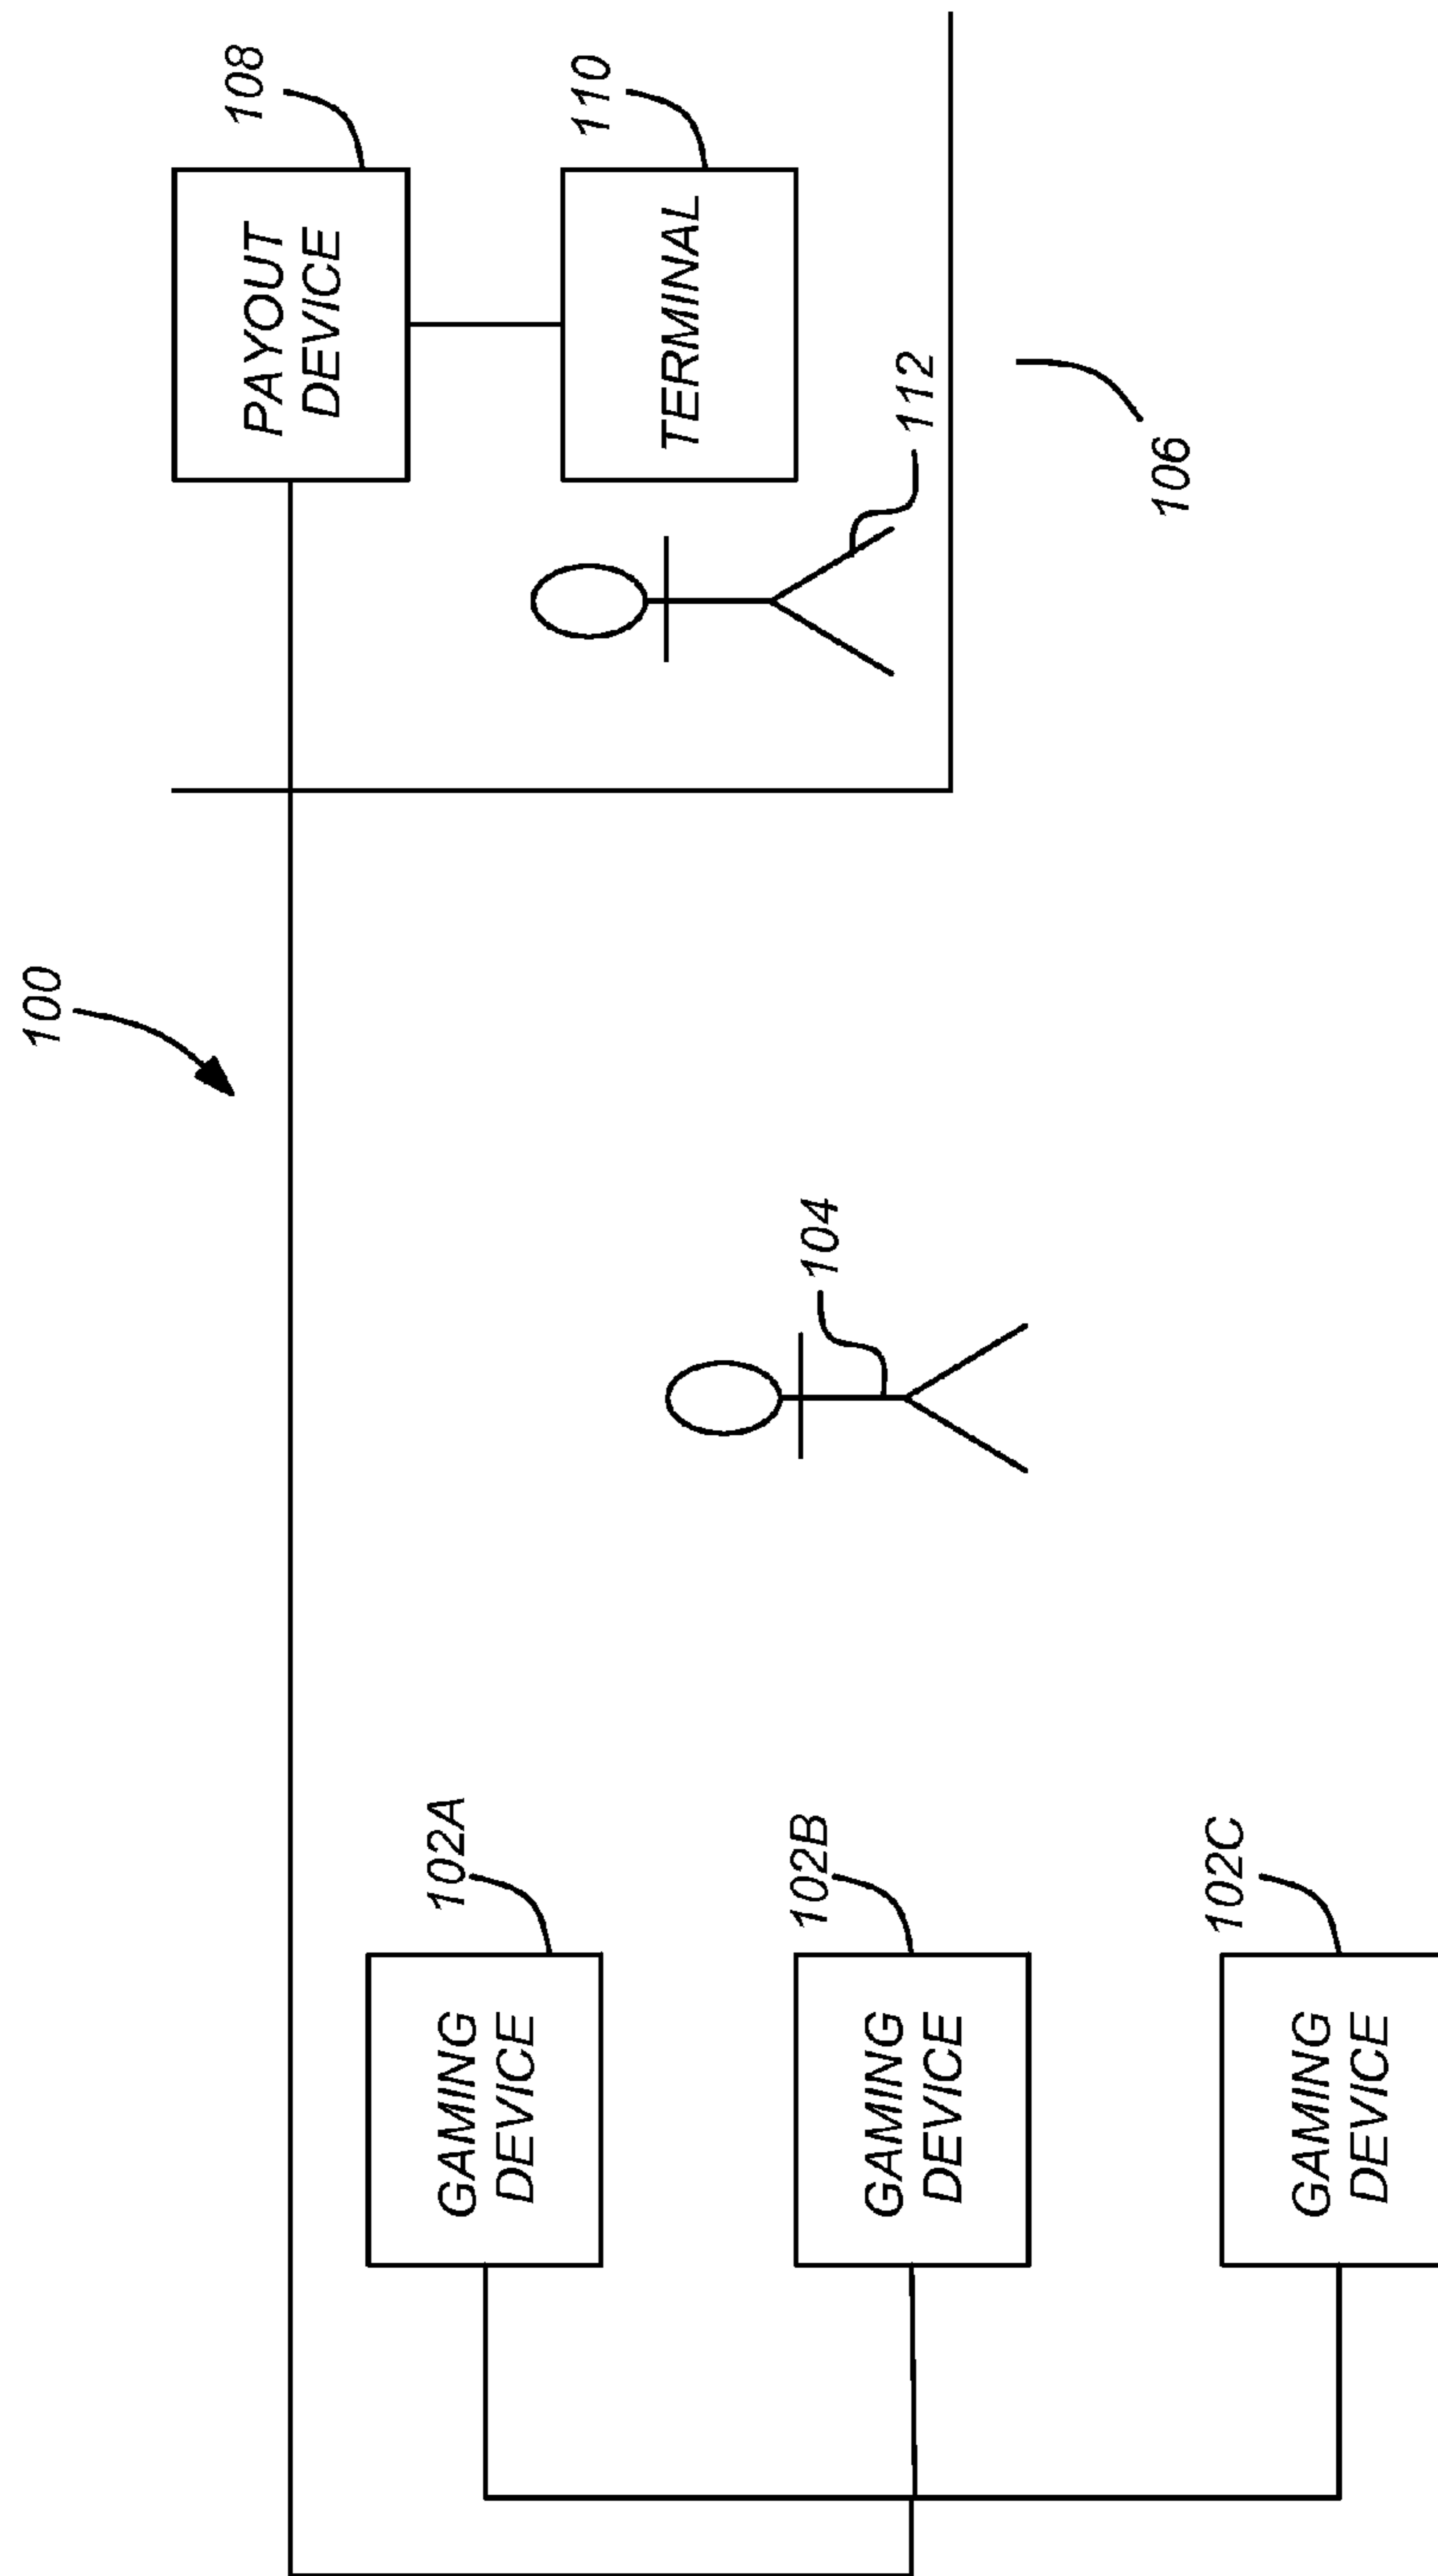 100
102A
GAMING
DEVICE
102B
GAMING
DEVICE
102C
GAMING
DEVICE
104
PAYOUT
DEVICE
108
TERMINAL
110
112
106